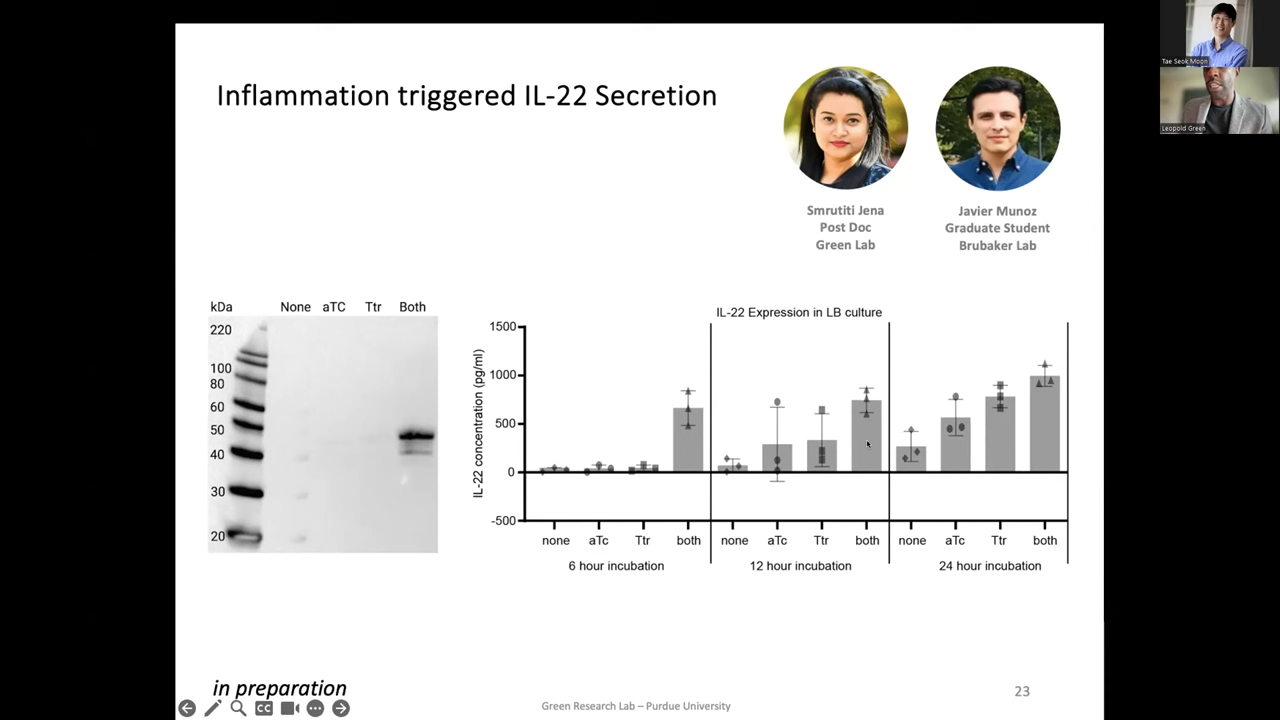 Inflammation triggered IL-22 Secretion
Tae Seok Moon
Leopold Green
Smrutiti Jena
Post Doc
Green Lab
Javier Munoz
Graduate Student
Brubaker Lab
kDa None aTC Ttr Both
220
100
80
60
50
40
30
20
IL-22 Expression in LB culture
IL-22 concentration (pg/ml)
1500
1000
500
0
-500
none aTc Ttr both none aTc Ttr both none aTc Ttr both
6 hour incubation 12 hour incubation 24 hour incubation
in preparation
CC
Green Research Lab – Purdue University
23